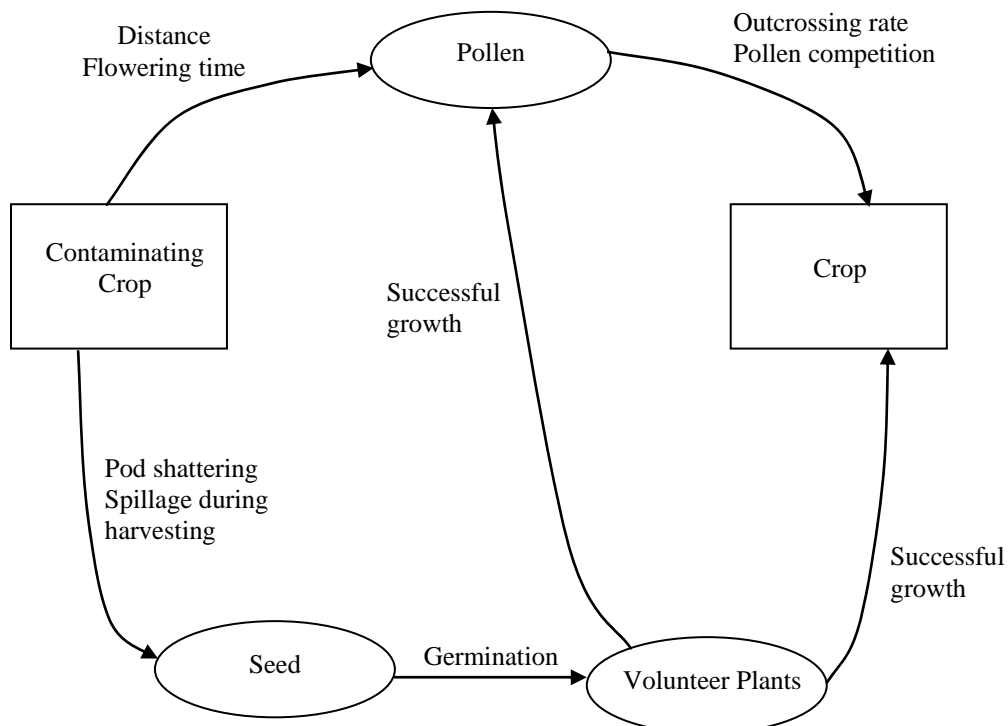 Distance
Flowering time
Pollen
Outcrossing rate
Pollen competition
Contaminating
Crop
Crop
Successful
growth
Pod shattering
Spillage during
harvesting
Successful
growth
Seed
Germination
Volunteer Plants